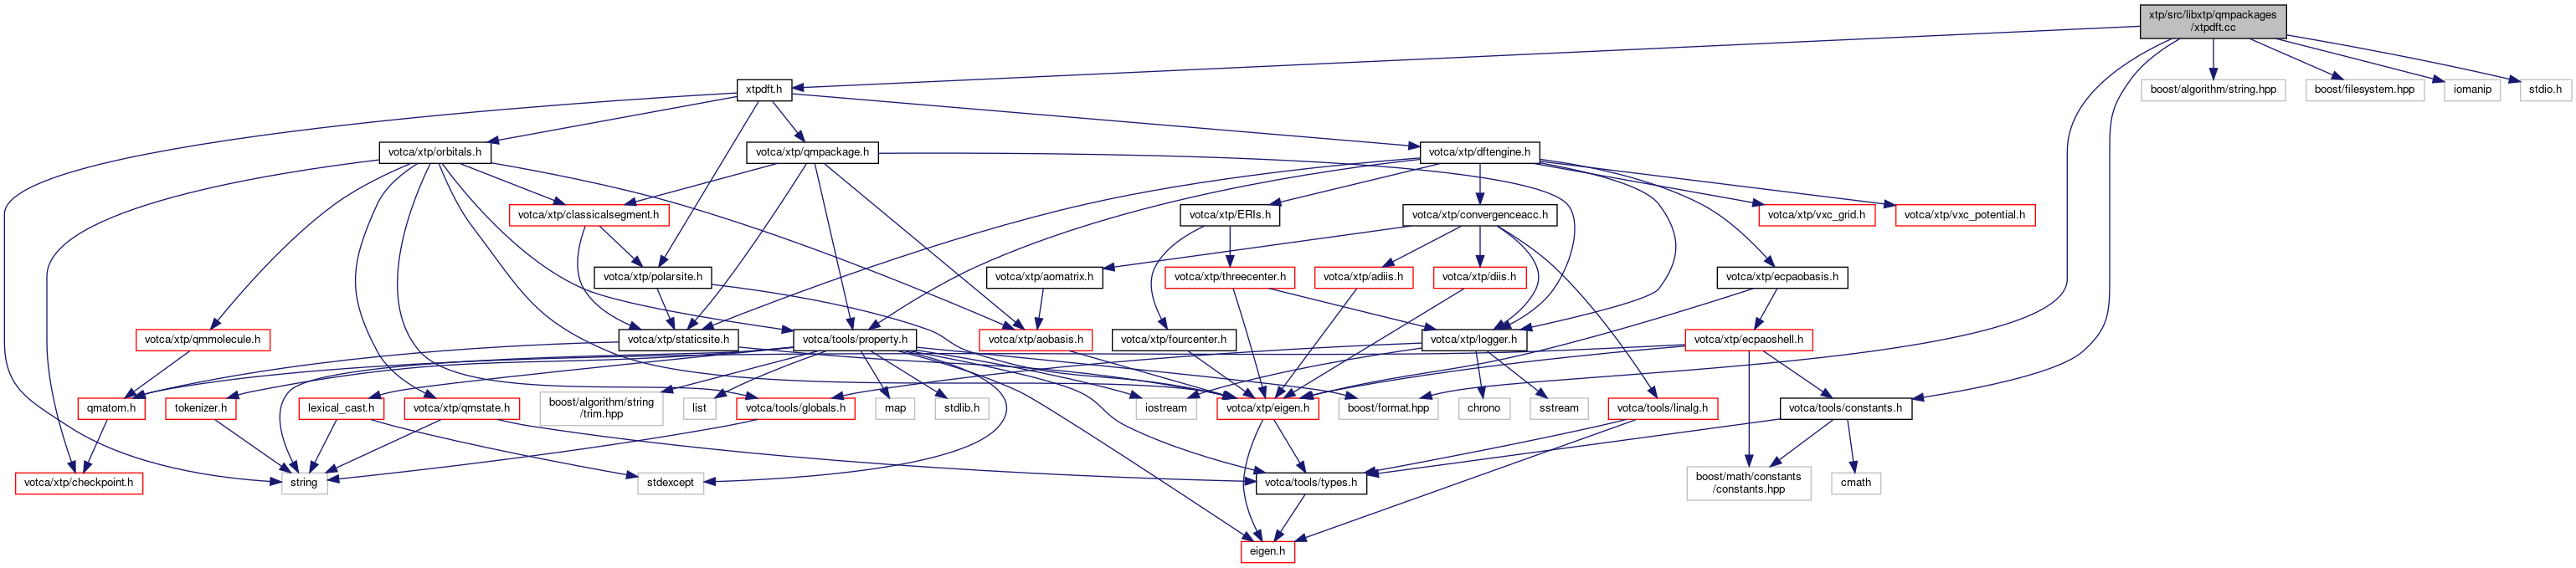 xtp/src/libxtp/qmpackages
/xtpdft.cc
xtpdft.h
boost/algorithm/string.hpp
boost/filesystem.hpp
iomanip
stdio.h
votca/xtp/orbitals.h
votca/xtp/qmpackage.h
votca/xtp/dftengine.h
votca/xtp/classicalsegment.h
votca/xtp/ERIs.h
votca/xtp/convergenceacc.h
votca/xtp/vxc_grid.h
votca/xtp/vxc_potential.h
votca/xtp/polarsite.h
votca/xtp/aomatrix.h
votca/xtp/threecenter.h
votca/xtp/adiis.h
votca/xtp/diis.h
votca/xtp/ecpaobasis.h
votca/xtp/qmmolecule.h
votca/xtp/staticsite.h
votca/tools/property.h
votca/xtp/aobasis.h
votca/xtp/fourcenter.h
votca/xtp/logger.h
votca/xtp/ecpaoshell.h
qmatom.h
tokenizer.h
lexical_cast.h
votca/xtp/qmstate.h
boost/algorithm/string
/trim.hpp
list
votca/tools/globals.h
map
stdlib.h
iostream
votca/xtp/eigen.h
boost/format.hpp
chrono
sstream
votca/tools/linalg.h
votca/tools/constants.h
votca/xtp/checkpoint.h
string
stdexcept
votca/tools/types.h
boost/math/constants
/constants.hpp
cmath
eigen.h